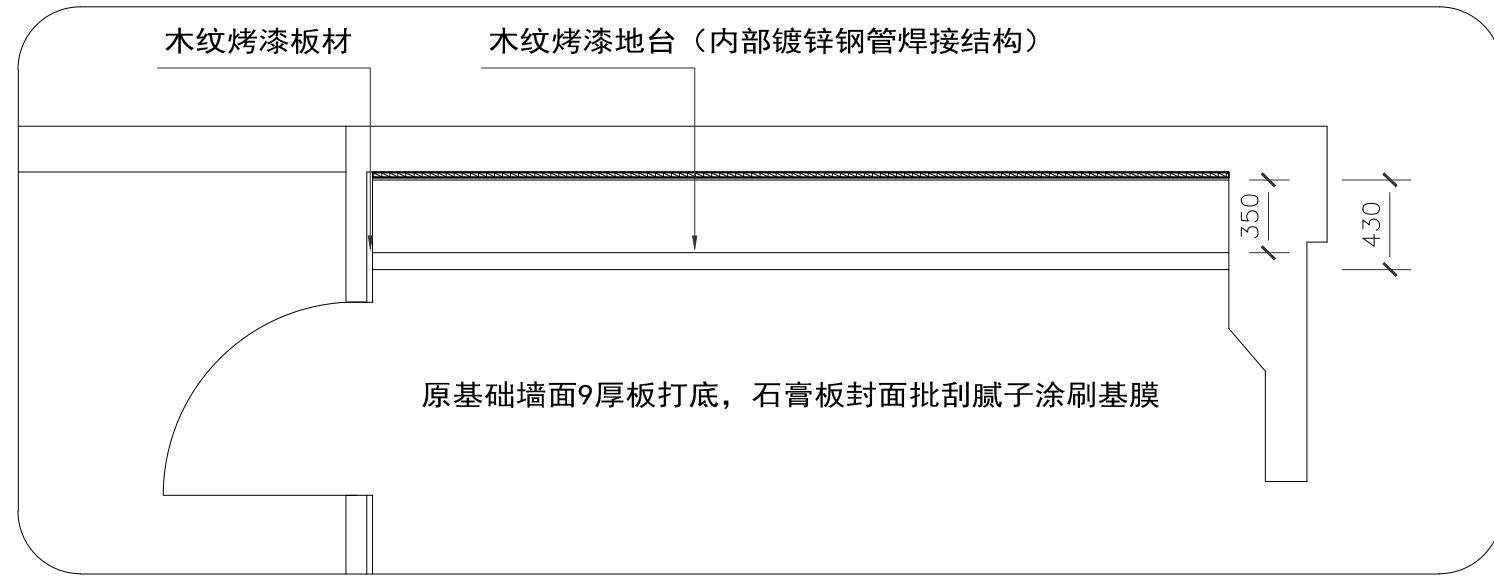 木纹烤漆板材
木纹烤漆地台（内部镀锌钢管焊接结构）
350
430
原基础墙面9厚板打底，石膏板封面批刮腻子涂刷基膜